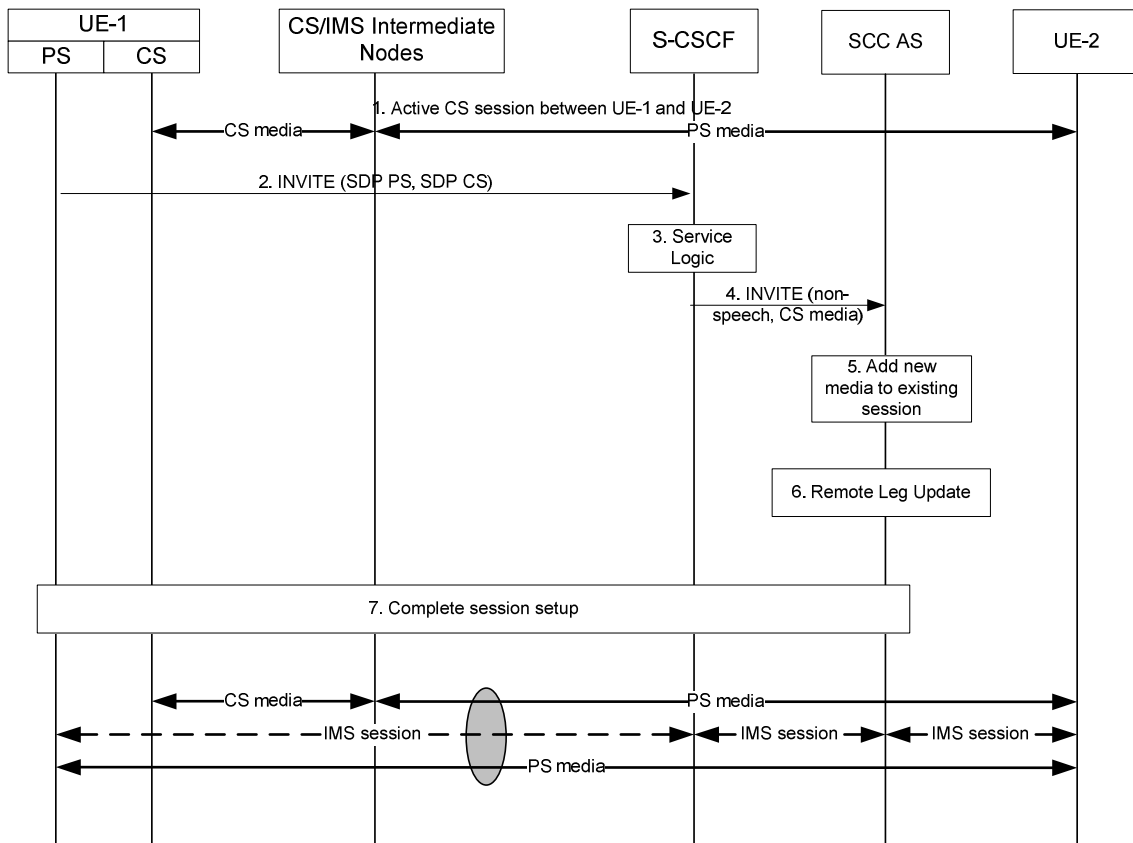 UE-1
PS
CS
CS/IMS Intermediate
Nodes
S-CSCF
SCC AS
UE-2
1. Active CS session between UE-1 and UE-2
CS media
PS media
2. INVITE (SDP PS, SDP CS)
3. Service
Logic
4. INVITE (non-
speech, CS media)
5. Add new
media to existing
session
6. Remote Leg Update
7. Complete session setup
CS media
PS media
IMS session
IMS session
IMS session
PS media